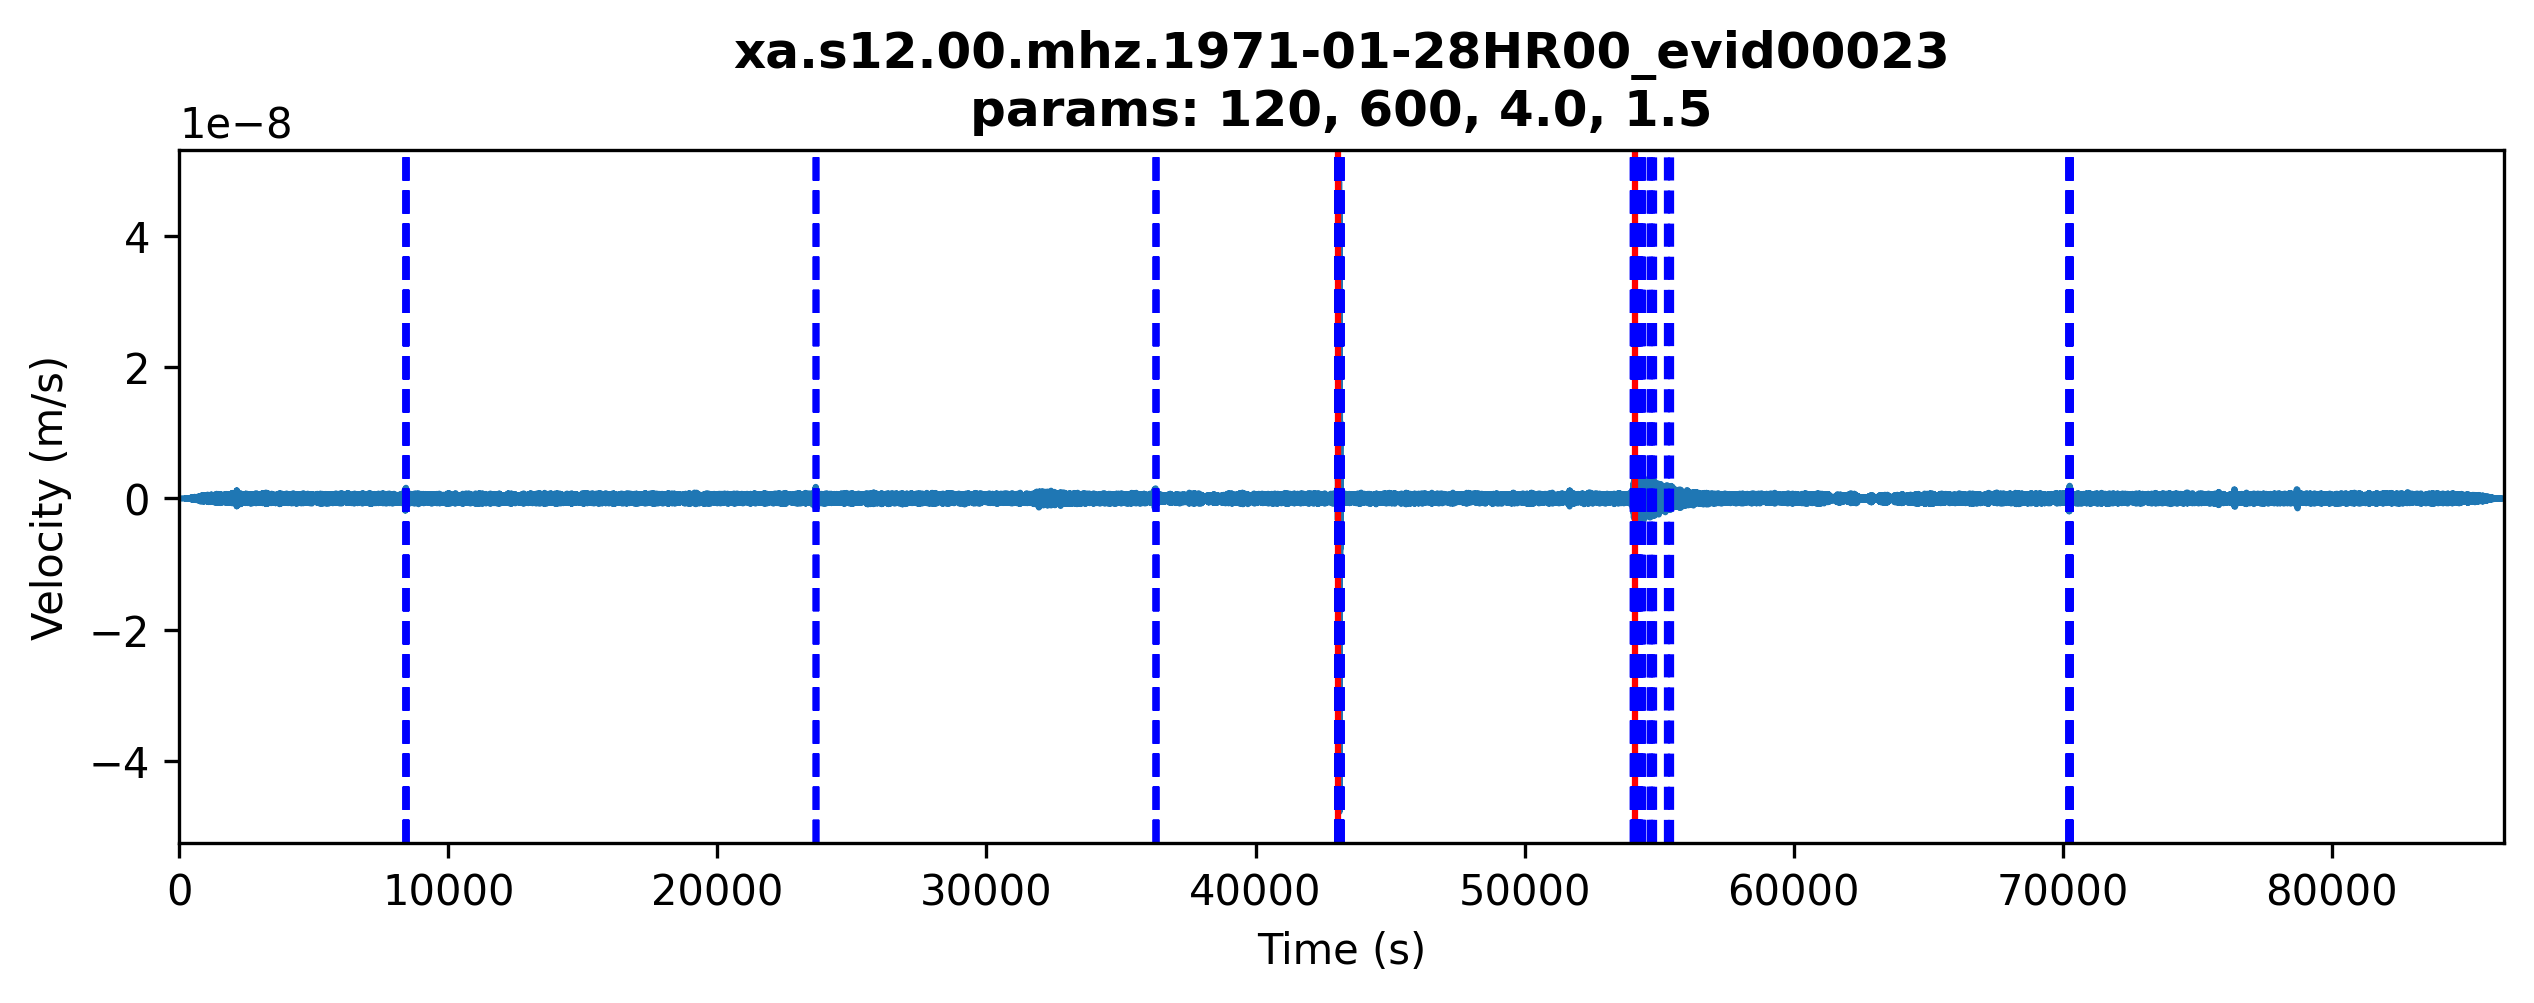 xa.s12.00.mhz.1971-01-28HR00_evid00023
params: 120, 600, 4.0, 1.5
1e−8
4
2
0
−2
−4
Velocity (m/s)
0 10000 20000 30000 40000 50000 60000 70000 80000
Time (s)